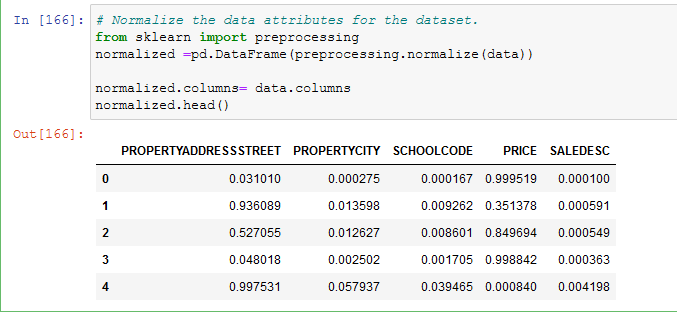 In [166]: # Normalize the data attributes for the dataset.
from sklearn import preprocessing
normalized =pd.DataFrame(preprocessing.normalize(data))
normalized.columns= data.columns
normalized.head()
Out[166]:
PROPERTYADDRESSSTREET PROPERTYCITY SCHOOLCODE PRICE SALEDESC
0 0.031010 0.000275 0.000167 0.999519 0.000100
1 0.936089 0.013598 0.009262 0.351378 0.000591
2 0.527055 0.012627 0.008601 0.849694 0.000549
3 0.048018 0.002502 0.001705 0.998842 0.000363
4 0.997531 0.057937 0.039465 0.000840 0.004198